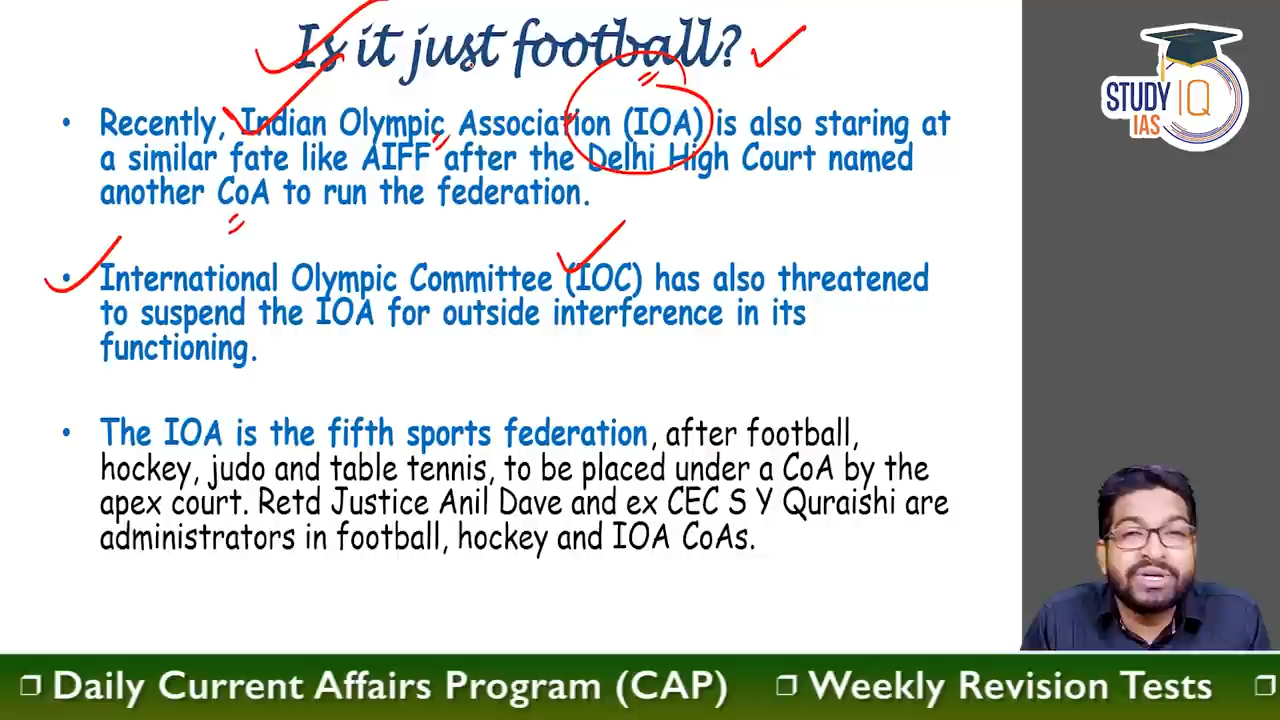 Is it just football?
STUDY IQ
IAS
• Recently, Indian Olympic Association (IOA) is also staring at
a similar fate like AIFF after the Delhi High Court named
another CoA to run the federation.
• International Olympic Committee (IOC) has also threatened
to suspend the IOA for outside interference in its
functioning.
• The IOA is the fifth sports federation, after football,
hockey, judo and table tennis, to be placed under a CoA by the
apex court. Retd Justice Anil Dave and ex CEC S Y Quraishi are
administrators in football, hockey and IOA CoAs.
❐ Daily Current Affairs Program (CAP) ❐ Weekly Revision Tests ❐